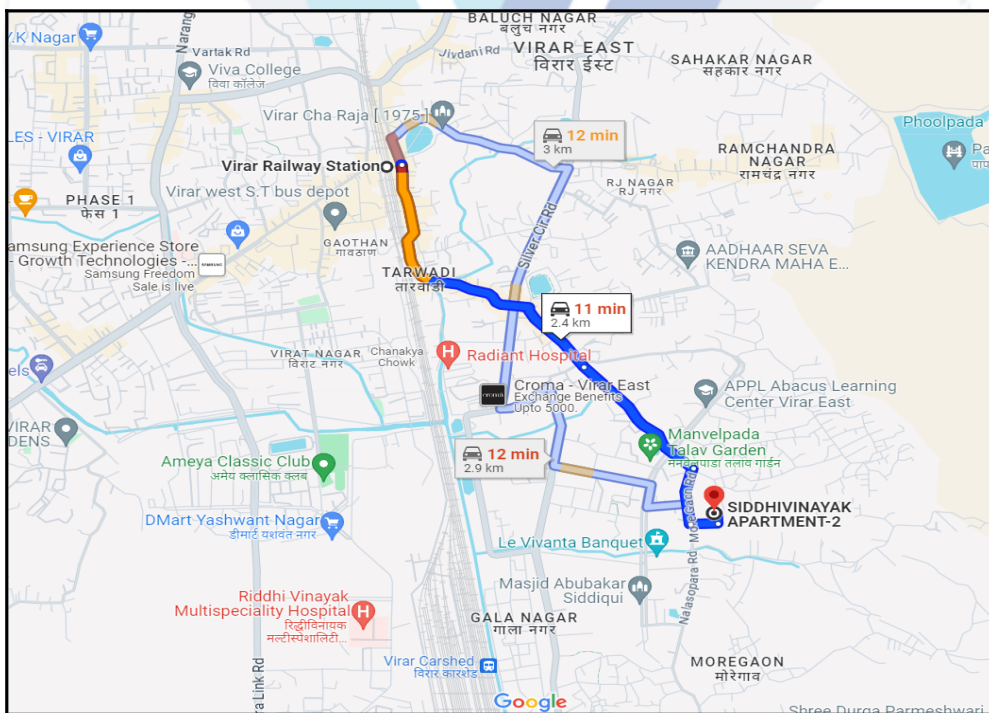 BALUCH NAGAR
बलुच नगर
Y.K Nagar
Narang
Vartak Rd
Jivdani Rd
VIRAR EAST
विरार ईस्ट
SAHAKAR NAGAR
सहकार नगर
Viva College
विवा कॉलेज
Virar Cha Raja [ 1975 ]
Phoolpada
LES - VIRAR
12 min
3 km
RAMCHANDRA
NAGAR
रामचंद्र नगर
Virar Railway Station
Virar west S.T bus depot
RJ NAGAR
RJ नगर
PHASE 1
फेस 1
Silver Cir Rd
GAOTHAN
गावठाण
amsung Experience Store
- Growth Technologies -...
Samsung Freedom
Sale is live
SAMSUNG
AADHAAR SEVA
KENDRA MAHA E...
TARWADI
तारवाडी
11 min
2.4 km
VIRAT NAGAR
विराट नगर
Chanakya
Chowk
Radiant Hospital
els
croma
Croma - Virar East
Exchange Benefits
Upto 5000.
APPL Abacus Learning
Center Virar East
VIRAR
DENS
Manvelpada
Talav Garden
मनवेलपाडा तलाव गार्डन
Ameya Classic Club
अमेय क्लासिक क्लब
12 min
2.9 km
SIDDHIVINAYAK
APARTMENT-2
DMart Yashwant Nagar
डीमार्ट यशवंत नगर
Le Vivanta Banquet
Nalasopara Rd
Moregaon Rd
Masjid Abubakar
Siddiqui
Riddhi Vinayak
Multispeciality Hospital
रिद्धीविनायक
मल्टीस्पेशालिटी...
GALA NAGAR
गाला नगर
Virar Carshed
विरार कारशेड
MOREGAON
मोरेगाव
a Link Rd
Google
Shree Durga Parmeshwari